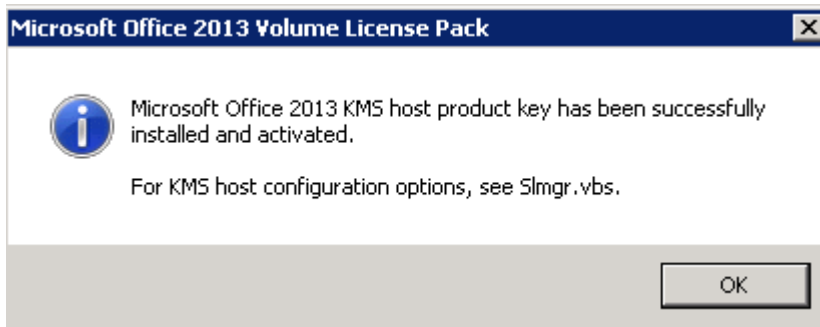 Microsoft Office 2013 Volume License Pack
Microsoft Office 2013 KMS host product key has been successfully
installed and activated.
For KMS host configuration options, see Slmgr.vbs.
OK